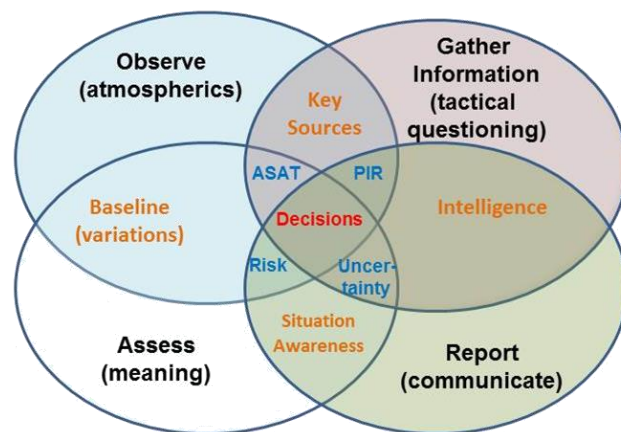 Observe
(atmospherics)
Gather
Information
(tactical
questioning)
Key
Sources
ASAT
PIR
Baseline
(variations)
Decisions
Intelligence
Risk
Uncer-
tainty
Situation
Awareness
Assess
(meaning)
Report
(communicate)